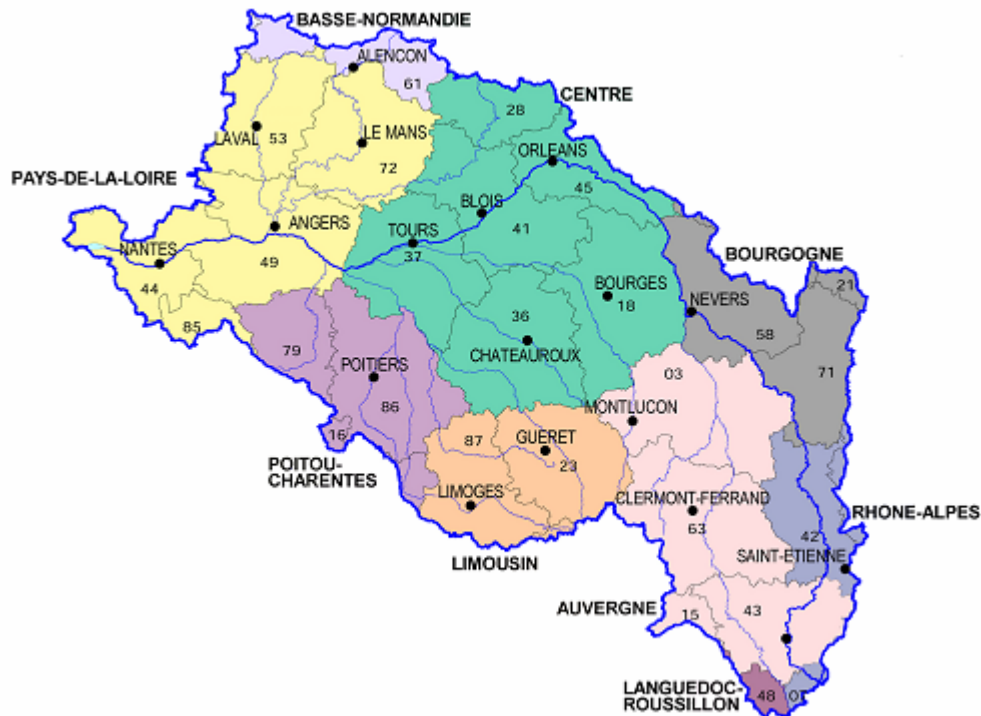 BASSE-NORMANDIE
ALENCON
61
CENTRE
28
LAVAL
53
LE MANS
ORLEANS
72
PAYS-DE-LA-LOIRE
45
BLOIS
ANGERS
TOURS
41
37
NANTES
49
BOURGOGNE
44
BOURGES
18
NEVERS
21
85
36
58
79
CHATEAUROUX
POITIERS
03
71
86
MONTLUCON
16
87
GUERET
23
POITOU-
CHARENTES
LIMOGES
CLERMONT-FERRAND
63
RHONE-ALPES
42
LIMOUSIN
SAINT-ETIENNE
AUVERGNE
15
43
LANGUEDOC-
ROUSSILLON
48